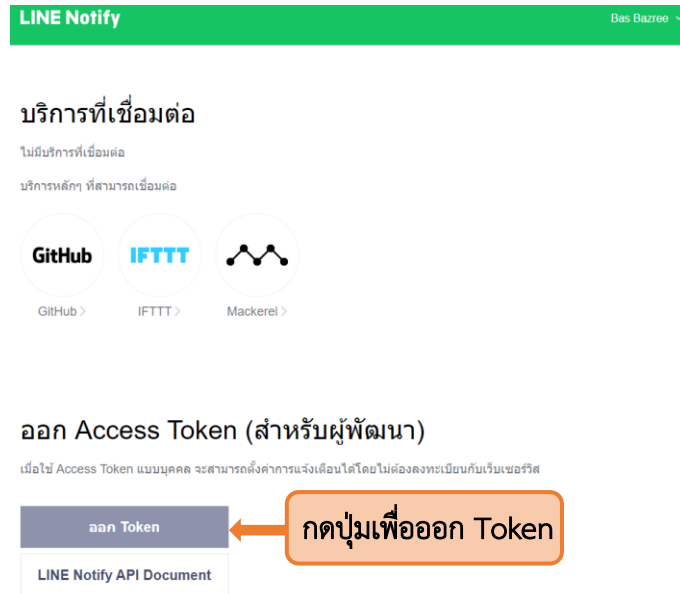 LINE Notify
Bas Bazree
บริการที่เชื่อมต่อ
ไม่มีบริการที่เชื่อมต่อ
บริการหลักๆ ที่สามารถเชื่อมต่อ
GitHub IFTTT
GitHub IFTTT Mackerel
ออก Access Token (สำหรับผู้พัฒนา)
เมื่อใช้ Access Token แบบบุคคล จะสามารถตั้งค่าการแจ้งเตือนได้โดยไม่ต้องลงทะเบียนกับเว็บเซอร์วิส
ออก Token
กดปุ่มเพื่อออก Token
LINE Notify API Document